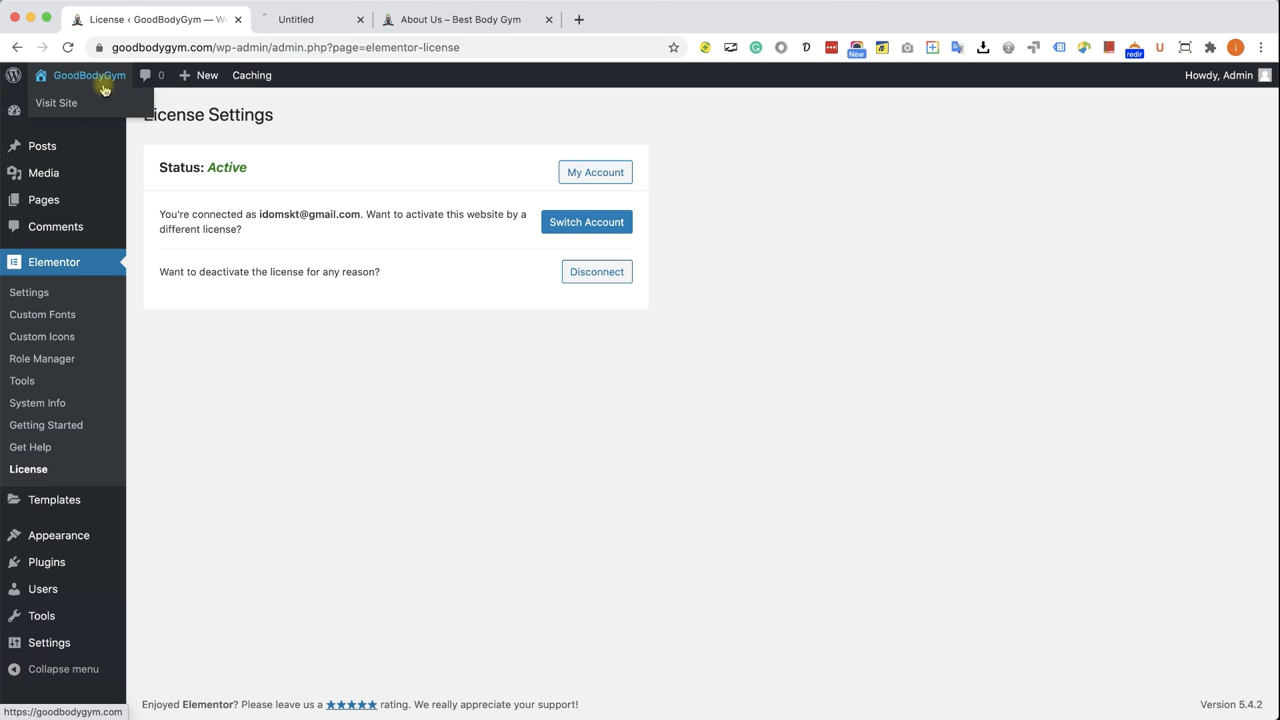 License ‹ GoodBodyGym — W
Untitled
About Us – Best Body Gym
goodbodygym.com/wp-admin/admin.php?page=elementor-license
New
redir
GoodBodyGym
0
New
Caching
Howdy, Admin
Visit Site
License Settings
Posts
Media
Pages
Comments
Elementor
Settings
Custom Fonts
Custom Icons
Role Manager
Tools
System Info
Getting Started
Get Help
License
Templates
Appearance
Plugins
Users
Tools
Settings
Collapse menu
Status: Active
My Account
You're connected as idomskt@gmail.com. Want to activate this website by a
different license?
Switch Account
Want to deactivate the license for any reason?
Disconnect
Enjoyed Elementor? Please leave us a ★★★★★ rating. We really appreciate your support!
Version 5.4.2
https://goodbodygym.com